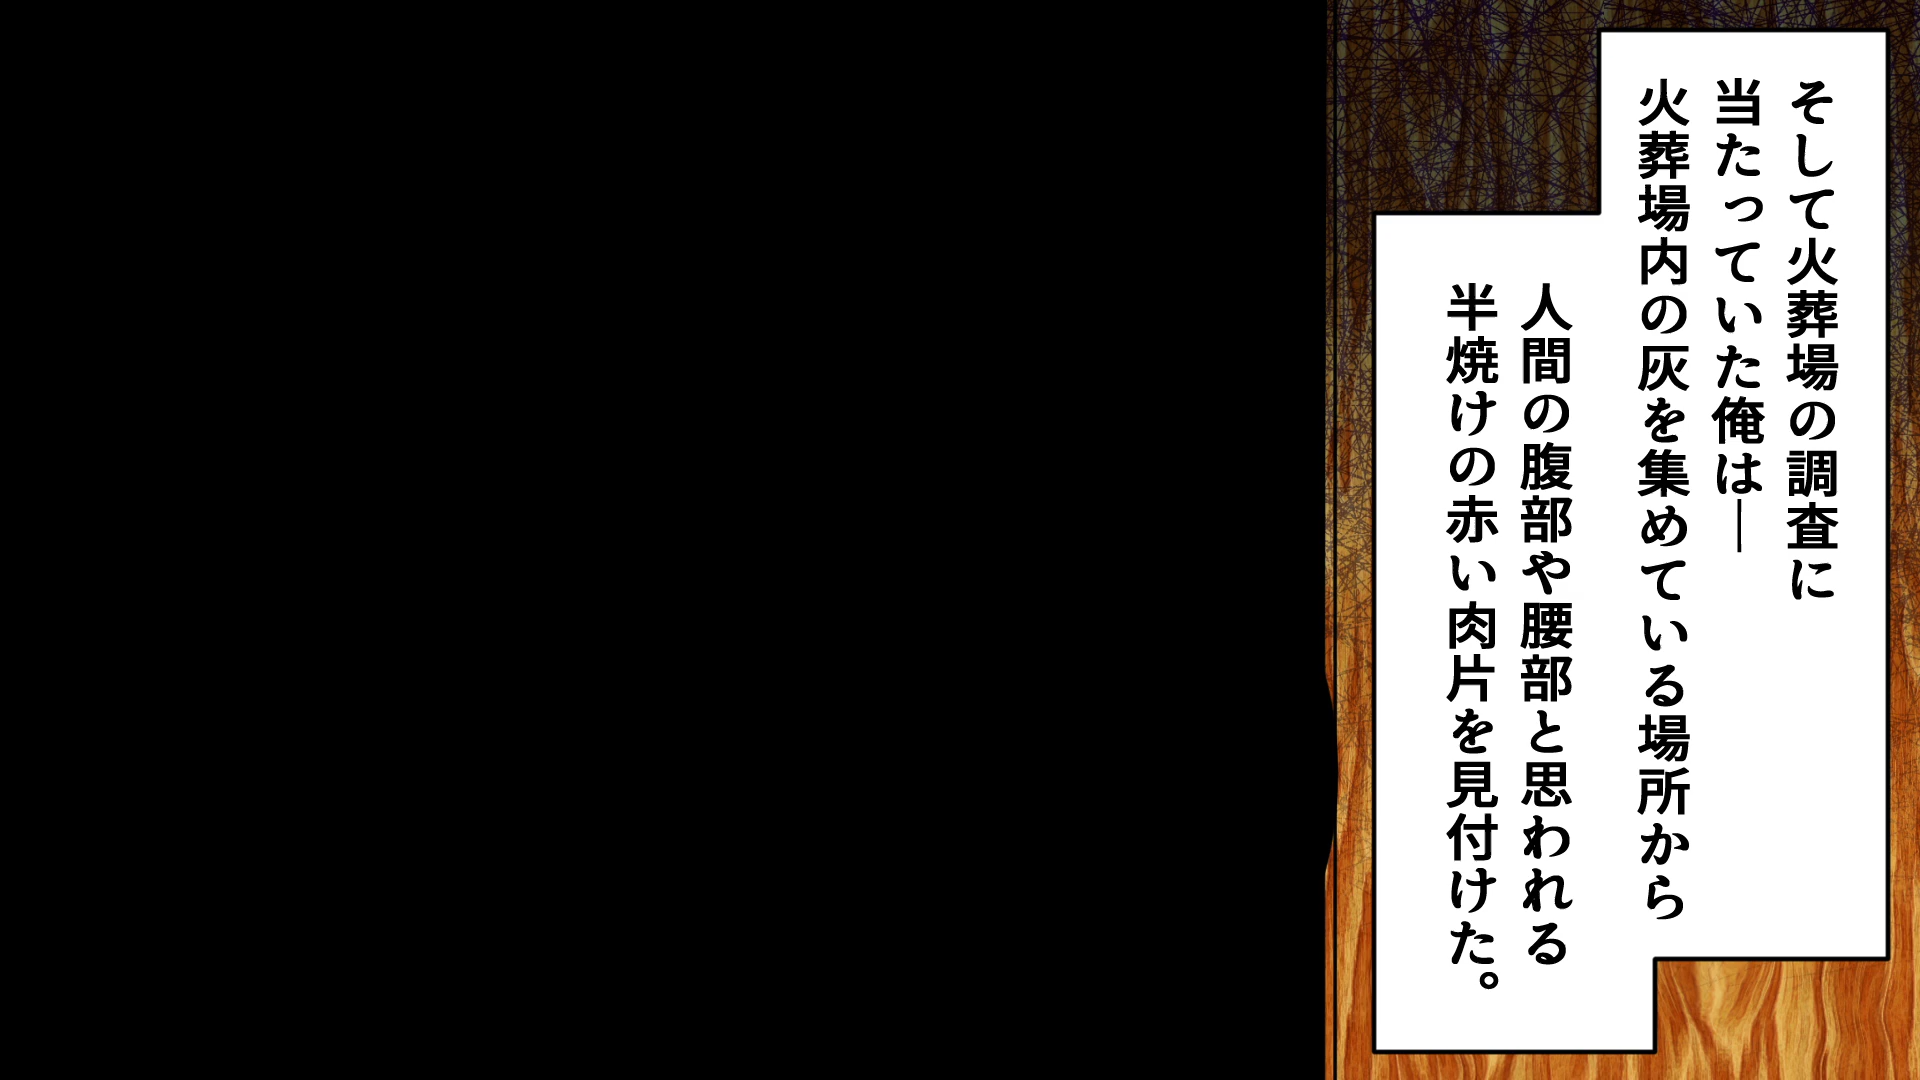 そして火葬場の調査に
当たっていた俺は―
火葬場内の灰を集めている場所から
人間の腹部や腰部と思われる
半焼けの赤い肉片を見付けた。